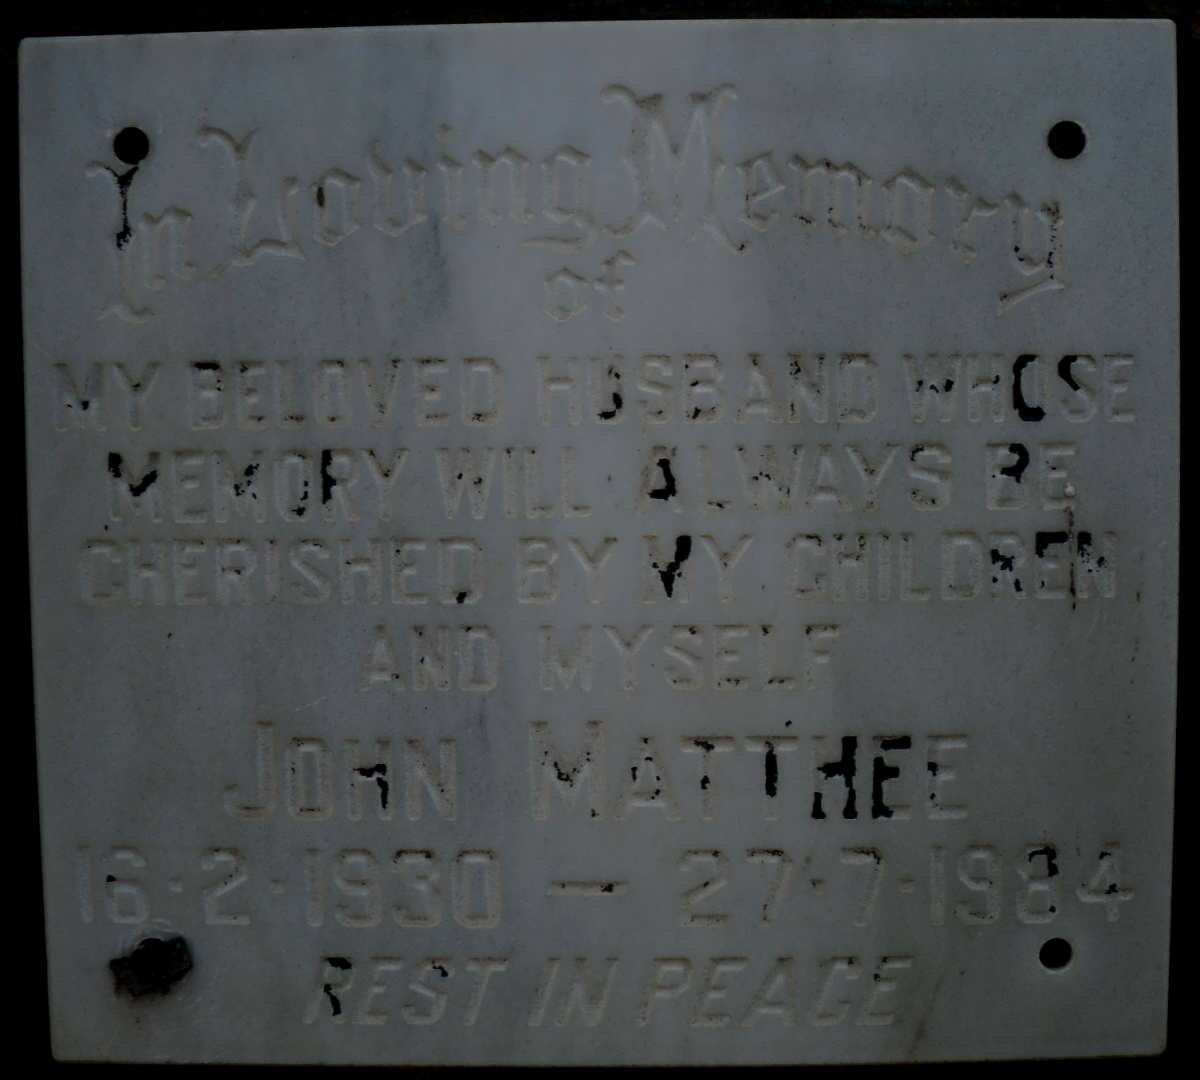 In Loving Memory
of
MY BELOVED HUSBAND WHOSE
MEMORY WILL ALWAYS BE
CHERISHED BY MY CHILDREN
AND MYSELF
JOHN MATTHEE
16·2·1930 — 27·7·1984
REST IN PEACE